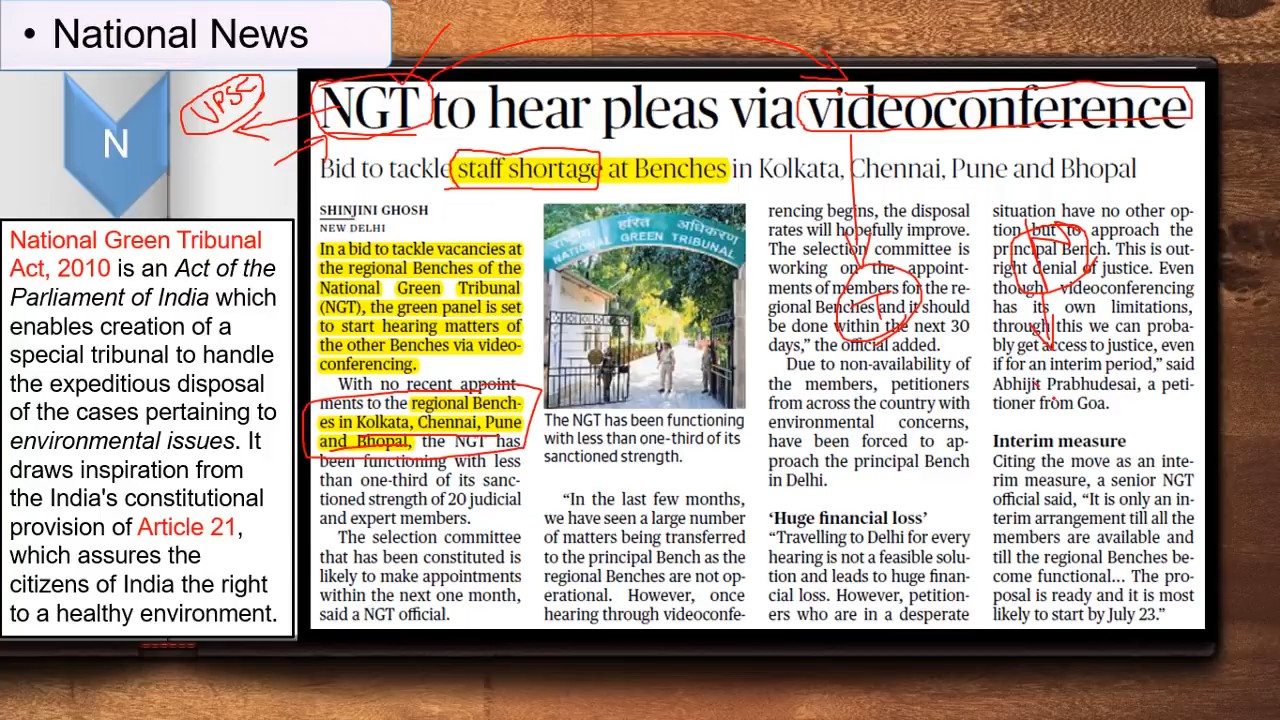 • National News
N
UPSC
National Green Tribunal
Act, 2010 is an Act of the
Parliament of India which
enables creation of a
special tribunal to handle
the expeditious disposal
of the cases pertaining to
environmental issues. It
draws inspiration from
the India's constitutional
provision of Article 21,
which assures the
citizens of India the right
to a healthy environment.
NGT to hear pleas via videoconference
Bid to tackle staff shortage at Benches in Kolkata, Chennai, Pune and Bhopal
SHINJINI GHOSH
NEW DELHI
In a bid to tackle vacancies at
the regional Benches of the
National Green Tribunal
(NGT), the green panel is set
to start hearing matters of
the other Benches via video-
conferencing.
With no recent appoint-
ments to the regional Bench-
es in Kolkata, Chennai, Pune
and Bhopal, the NGT has
been functioning with less
than one-third of its sanc-
tioned strength of 20 judicial
and expert members.
The selection committee
that has been constituted is
likely to make appointments
within the next one month,
said a NGT official.
राष्ट्रीय हरित अधिकरण
NATIONAL GREEN TRIBUNAL
The NGT has been functioning
with less than one-third of its
sanctioned strength.
“In the last few months,
we have seen a large number
of matters being transferred
to the principal Bench as the
regional Benches are not op-
erational. However, once
hearing through videoconfe-
rencing begins, the disposal
rates will hopefully improve.
The selection committee is
working on the appoint-
ments of members for the re-
gional Benches and it should
be done within the next 30
days,” the official added.
Due to non-availability of
the members, petitioners
from across the country with
environmental concerns,
have been forced to ap-
proach the principal Bench
in Delhi.
‘Huge financial loss’
“Travelling to Delhi for every
hearing is not a feasible solu-
tion and leads to huge finan-
cial loss. However, petition-
ers who are in a desperate
situation have no other op-
tion but to approach the
principal Bench. This is out-
right denial of justice. Even
though videoconferencing
has its own limitations,
through this we can proba-
bly get access to justice, even
if for an interim period,” said
Abhijit Prabhudesai, a peti-
tioner from Goa.
Interim measure
Citing the move as an inte-
rim measure, a senior NGT
official said, “It is only an in-
terim arrangement till all the
members are available and
till the regional Benches be-
come functional... The pro-
posal is ready and it is most
likely to start by July 23.”